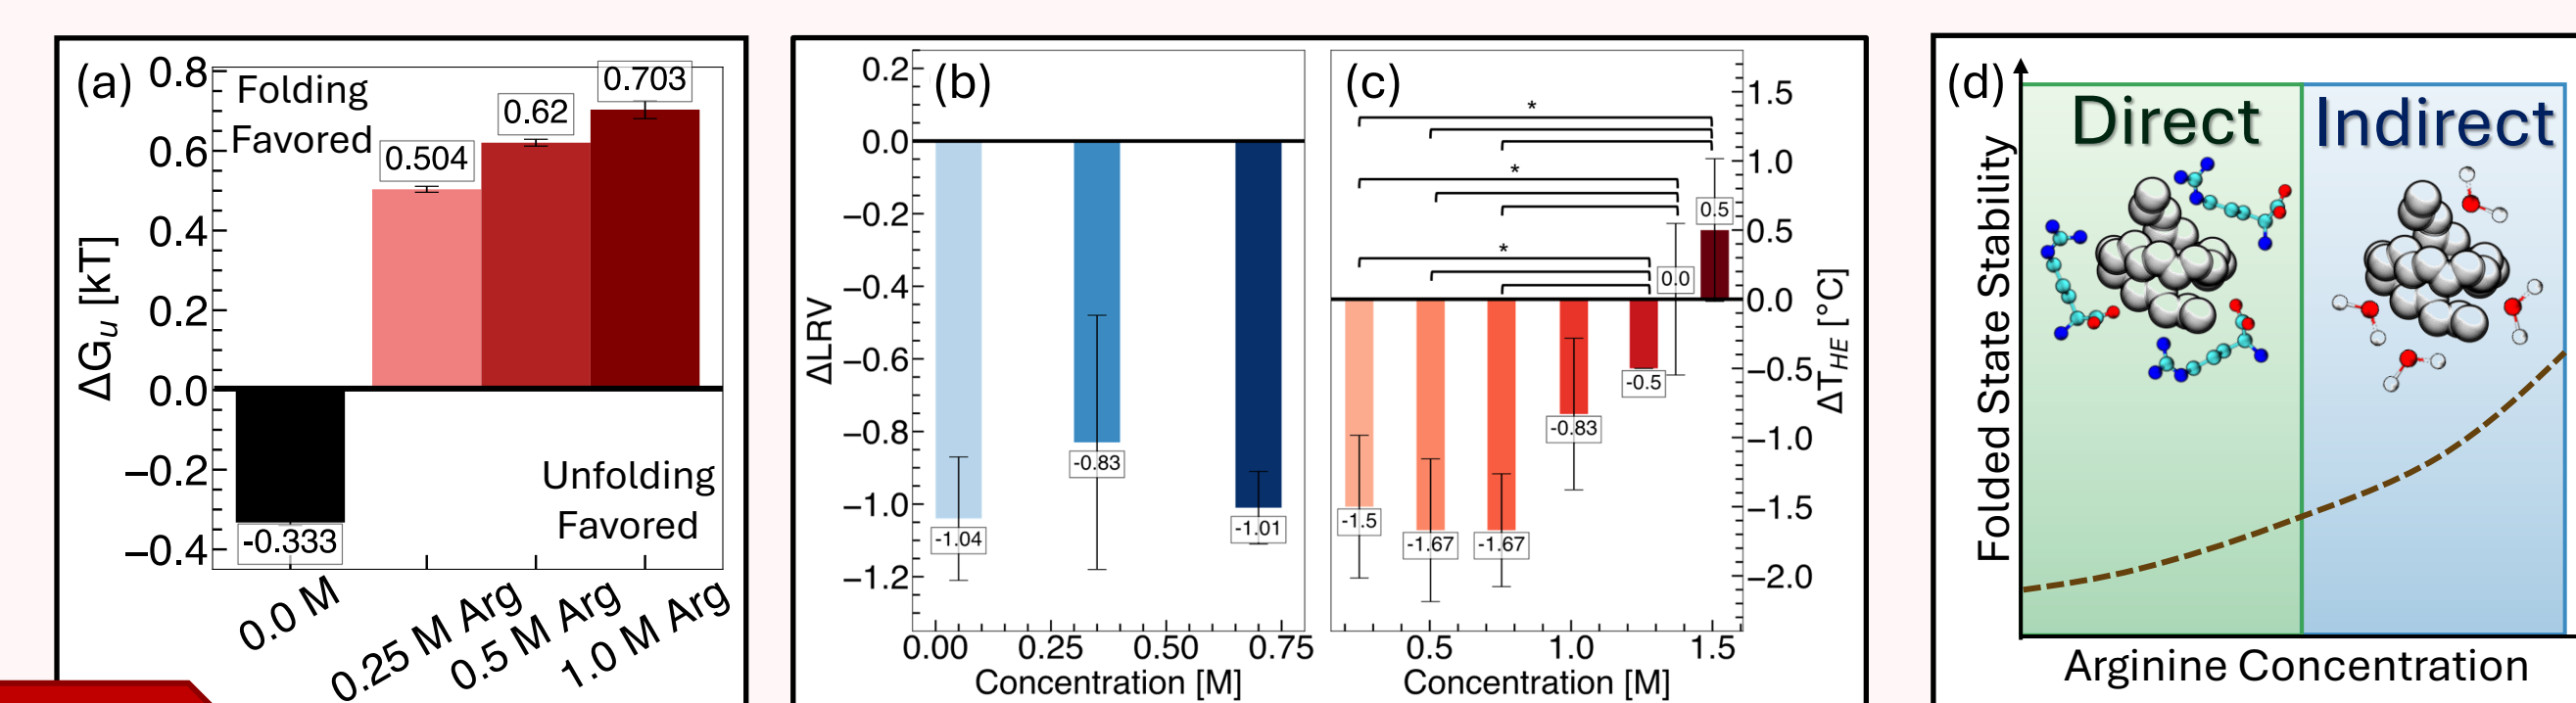 (a)
Folding
Favored
Unfolding
Favored
ΔGᵤ [kT]
0.8
0.6
0.4
0.2
0.0
−0.2
−0.4
-0.333
0.504
0.62
0.703
0.0 M
0.25 M Arg
0.5 M Arg
1.0 M Arg
(b)
ΔLRV
0.2
0.0
−0.2
−0.4
−0.6
−0.8
−1.0
−1.2
-1.04
-0.83
-1.01
0.00 0.25 0.50 0.75
Concentration [M]
(c)
*
*
*
-1.5
-1.67
-1.67
-0.83
-0.5
0.0
0.5
1.5
1.0
0.5
0.0
−0.5
−1.0
−1.5
−2.0
ΔT_HE [°C]
0.5 1.0 1.5
Concentration [M]
(d)
Direct Indirect
Folded State Stability
Arginine Concentration